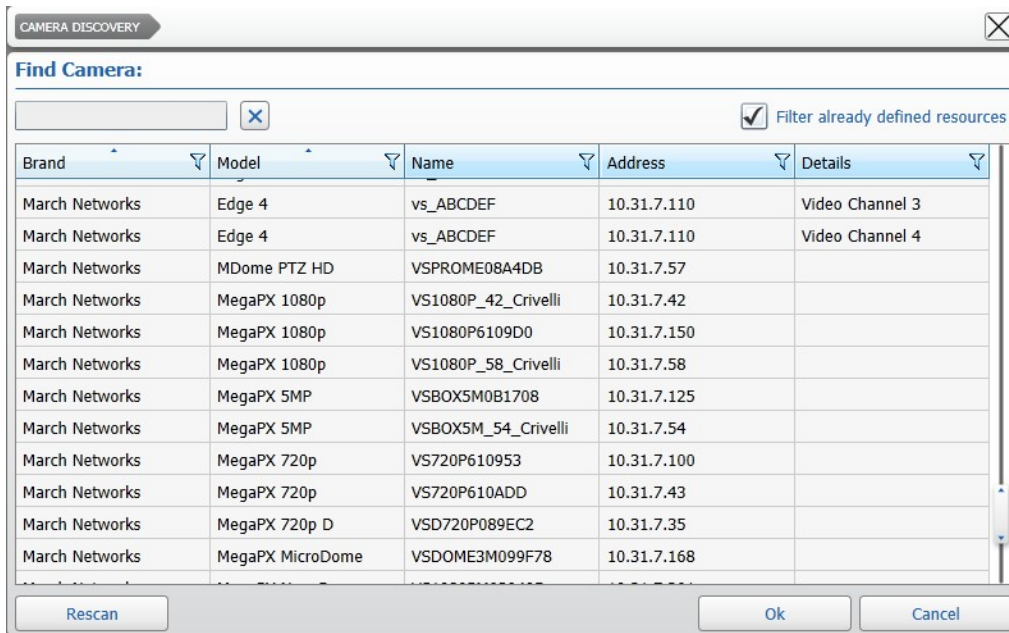 CAMERA DISCOVERY
Find Camera:
Filter already defined resources
Brand Model Name Address Details
March Networks Edge 4 vs_ABCDEF 10.31.7.110 Video Channel 3
March Networks Edge 4 vs_ABCDEF 10.31.7.110 Video Channel 4
March Networks MDome PTZ HD VSPROME08A4DB 10.31.7.57
March Networks MegaPX 1080p VS1080P_42_Crivelli 10.31.7.42
March Networks MegaPX 1080p VS1080P6109D0 10.31.7.150
March Networks MegaPX 1080p VS1080P_58_Crivelli 10.31.7.58
March Networks MegaPX 5MP VSBOX5M0B1708 10.31.7.125
March Networks MegaPX 5MP VSBOX5M_54_Crivelli 10.31.7.54
March Networks MegaPX 720p VS720P610953 10.31.7.100
March Networks MegaPX 720p VS720P610ADD 10.31.7.43
March Networks MegaPX 720p D VSD720P089EC2 10.31.7.35
March Networks MegaPX MicroDome VSDOME3M099F78 10.31.7.168
Rescan Ok Cancel